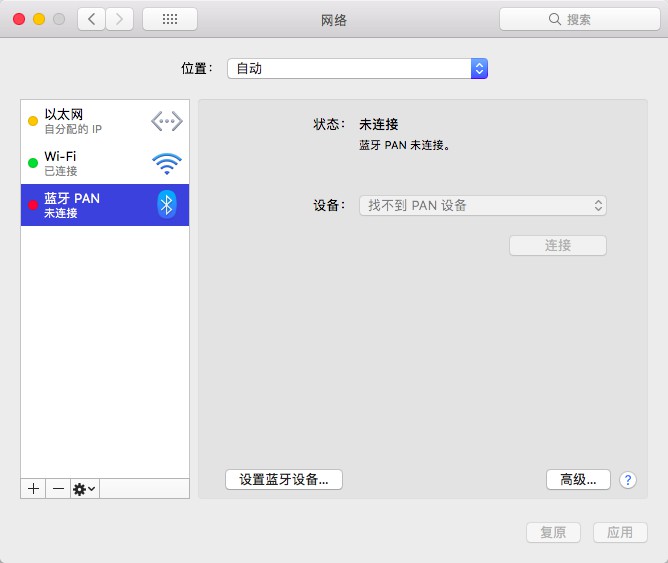 网络
搜索
位置：
自动
以太网
自分配的 IP
Wi-Fi
已连接
蓝牙 PAN
未连接
状态：
未连接
蓝牙 PAN 未连接。
设备：
找不到 PAN 设备
连接
设置蓝牙设备...
高级...
?
复原
应用